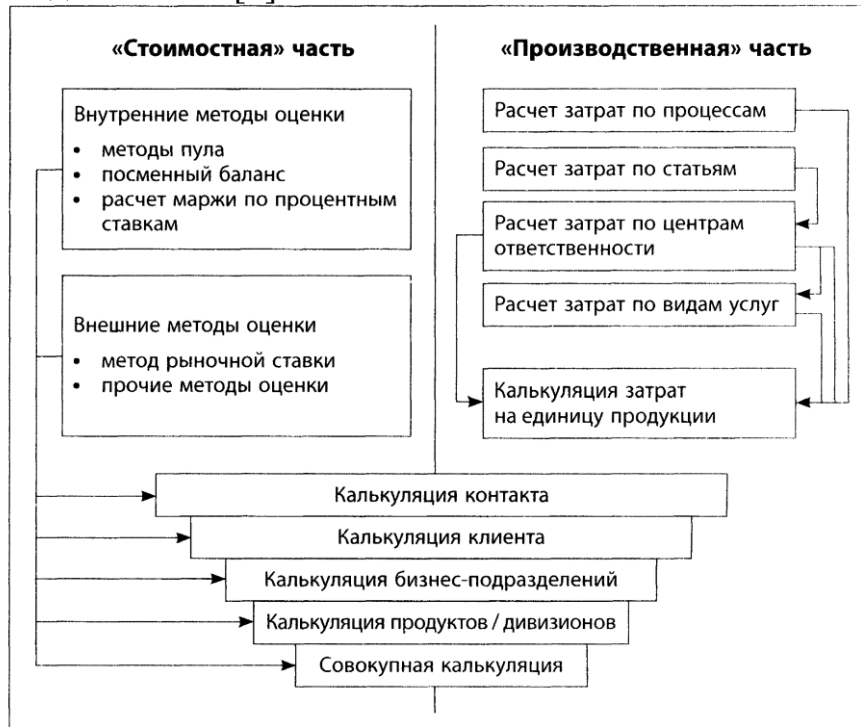 «Стоимостная» часть
Внутренние методы оценки
• методы пула
• посменный баланс
• расчет маржи по процентным
ставкам
Внешние методы оценки
• метод рыночной ставки
• прочие методы оценки
«Производственная» часть
Расчет затрат по процессам
Расчет затрат по статьям
Расчет затрат по центрам
ответственности
Расчет затрат по видам услуг
Калькуляция затрат
на единицу продукции
Калькуляция контакта
Калькуляция клиента
Калькуляция бизнес-подразделений
Калькуляция продуктов / дивизионов
Совокупная калькуляция